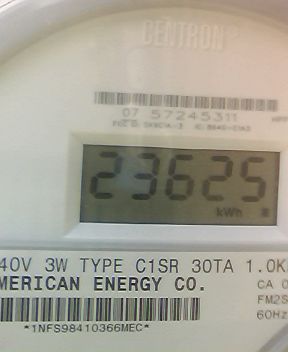 CENTRON
07 57245311
23625
kWh
40V 3W TYPE C1SR 30TA 1.0K
MERICAN ENERGY CO.
CA 0
FM2S
60Hz
*1NFS98410366MEC*